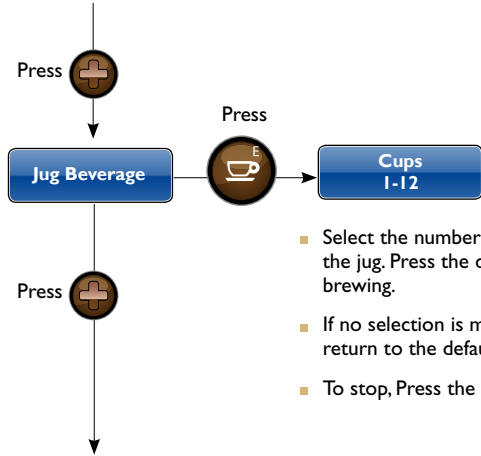 Press
Press
E
Jug Beverage
Cups
1-12
Select the number
the jug. Press the
brewing.
If no selection is
return to the
To stop, Press the
Press